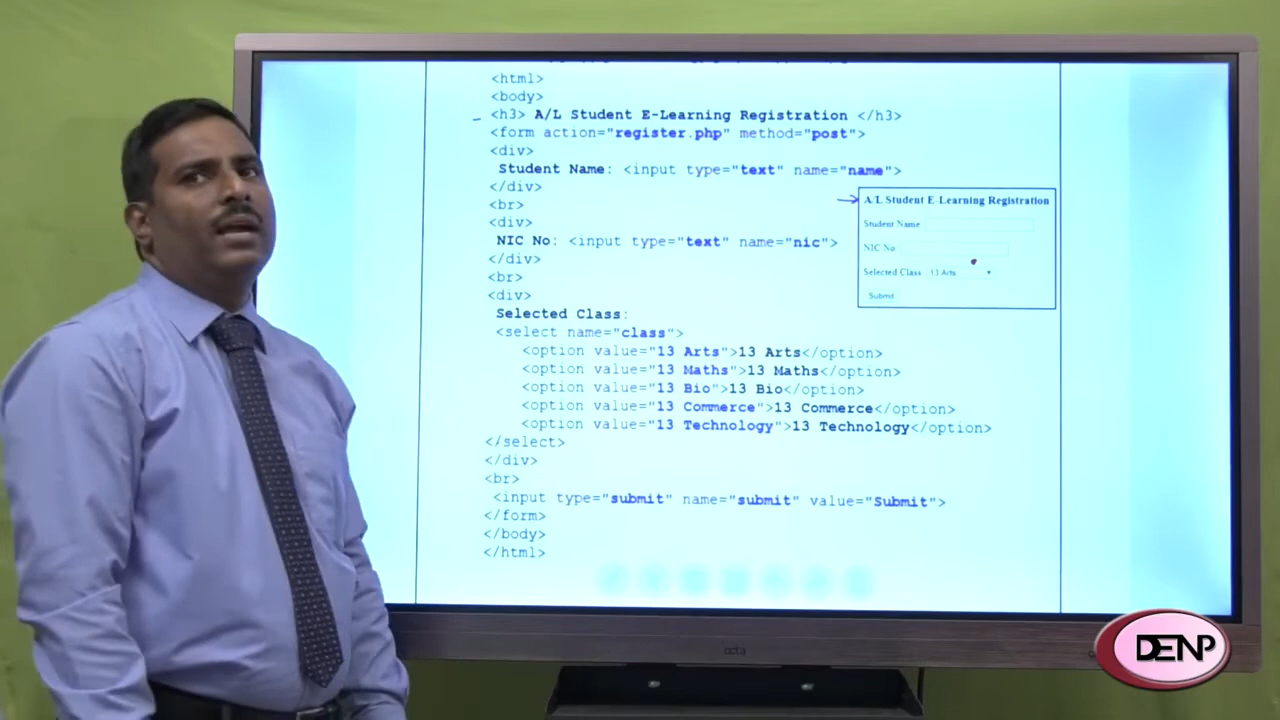 <html>
<body>
<h3> A/L Student E-Learning Registration </h3>
<form action="register.php" method="post">
<div>
Student Name: <input type="text" name="name">
</div>
<br>
<div>
NIC No: <input type="text" name="nic">
</div>
<br>
<div>
Selected Class:
<select name="class">
<option value="13 Arts">13 Arts</option>
<option value="13 Maths">13 Maths</option>
<option value="13 Bio">13 Bio</option>
<option value="13 Commerce">13 Commerce</option>
<option value="13 Technology">13 Technology</option>
</select>
</div>
<br>
<input type="submit" name="submit" value="Submit">
</form>
</body>
</html>
A/L Student E-Learning Registration
Student Name
NIC No
Selected Class 13 Arts
Submit
octa
DENP